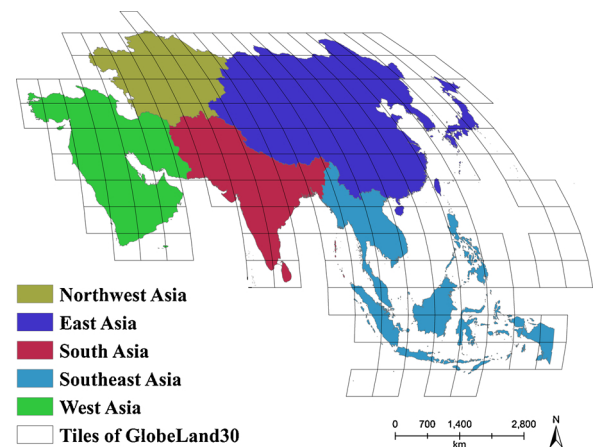 Northwest Asia
East Asia
South Asia
Southeast Asia
West Asia
Tiles of GlobeLand30
0 700 1,400 2,800
km
N